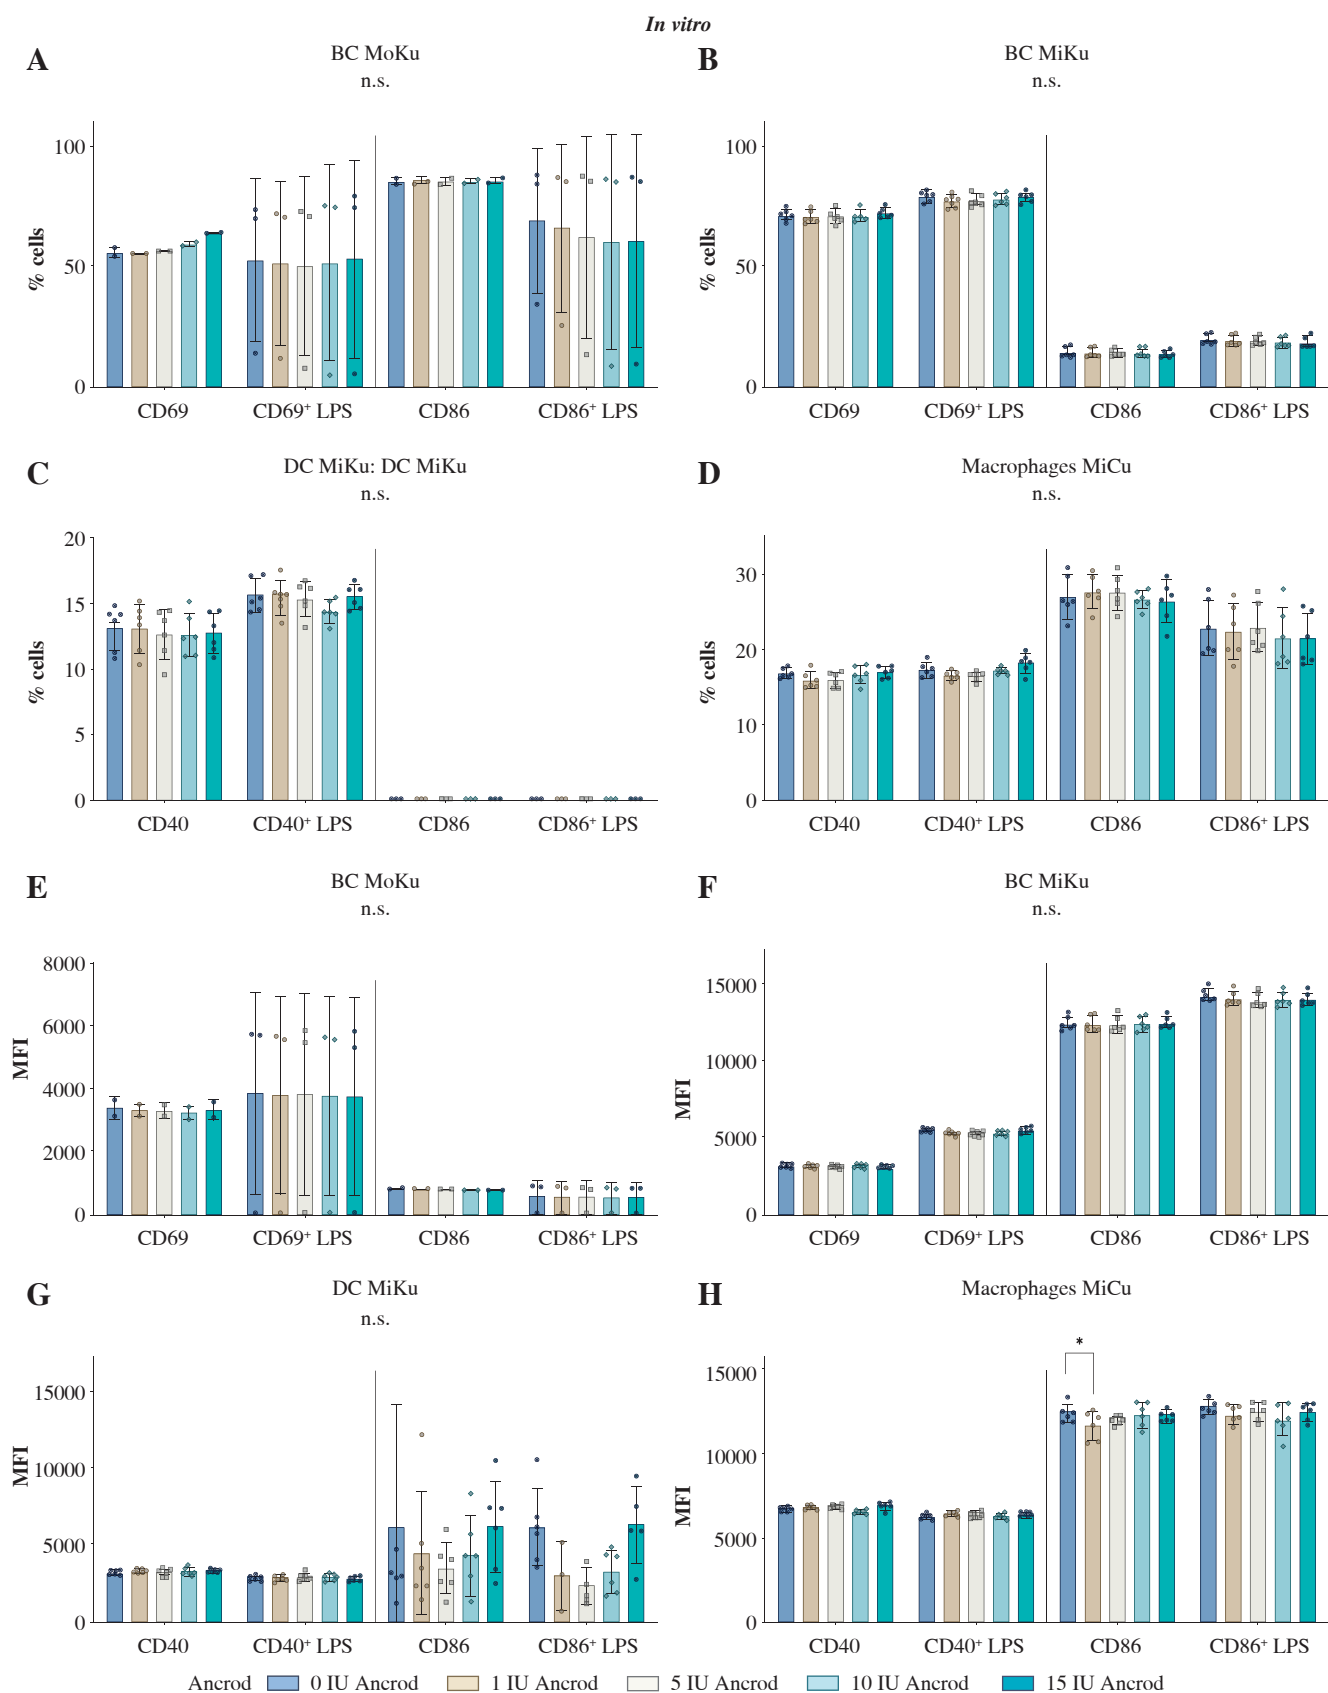 In vitro
A
BC MoKu
n.s.
% cells
100
50
0
CD69
CD69⁺ LPS
CD86
CD86⁺ LPS
B
BC MiKu
n.s.
% cells
100
50
0
CD69
CD69⁺ LPS
CD86
CD86⁺ LPS
C
DC MiKu: DC MiKu
n.s.
% cells
20
15
10
5
0
CD40
CD40⁺ LPS
CD86
CD86⁺ LPS
D
Macrophages MiCu
n.s.
% cells
30
20
10
0
CD40
CD40⁺ LPS
CD86
CD86⁺ LPS
E
BC MoKu
n.s.
MFI
8000
6000
4000
2000
0
CD69
CD69⁺ LPS
CD86
CD86⁺ LPS
F
BC MiKu
n.s.
MFI
15000
10000
5000
0
CD69
CD69⁺ LPS
CD86
CD86⁺ LPS
G
DC MiKu
n.s.
MFI
15000
10000
5000
0
CD40
CD40⁺ LPS
CD86
CD86⁺ LPS
H
Macrophages MiCu
*
MFI
15000
10000
5000
0
CD40
CD40⁺ LPS
CD86
CD86⁺ LPS
Ancrod 0 IU Ancrod 1 IU Ancrod 5 IU Ancrod 10 IU Ancrod 15 IU Ancrod